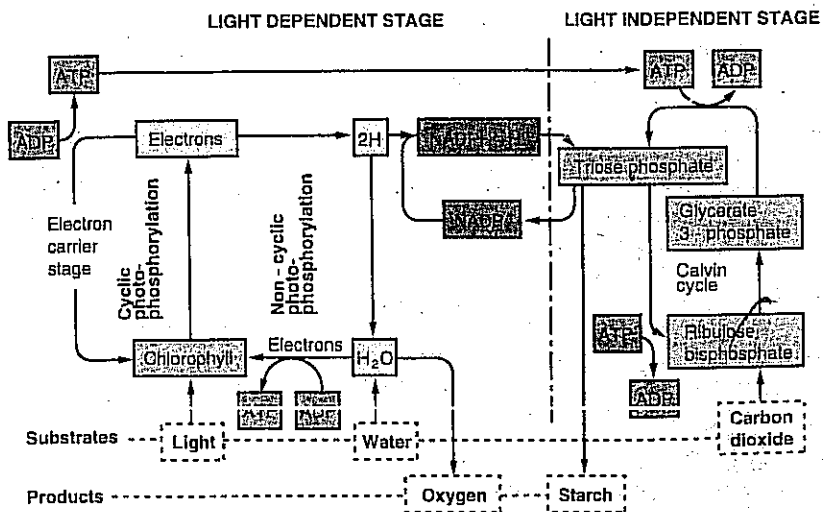 LIGHT DEPENDENT STAGE
LIGHT INDEPENDENT STAGE
ATP
ATP
ADP
ADP
Electrons
2H
Triose phosphate
NADP
Electron
carrier
stage
Cyclic
photo-
phosphorylation
Non-cyclic
photo-
phosphorylation
Glycerate
3-phosphate
Calvin
cycle
Chlorophyll
Electrons
H₂O
ATP
ADP
ATP
Ribulose
bisphosphate
ADP
Substrates
Light
Water
Carbon
dioxide
Products
Oxygen
Starch